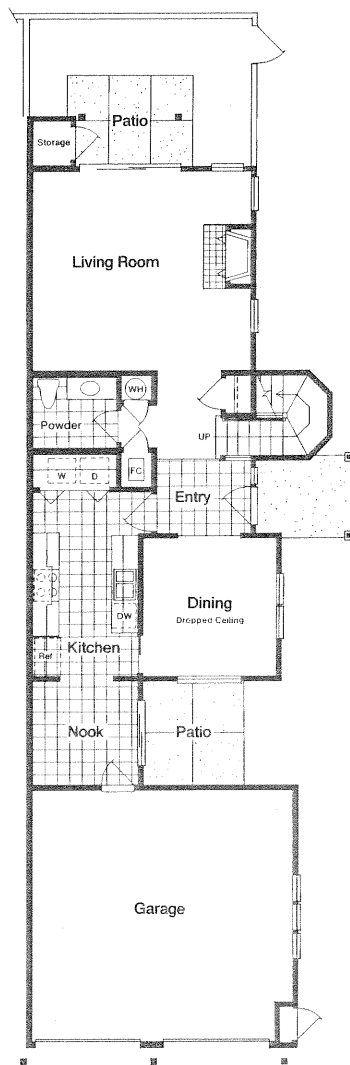 Patio
Storage
Living Room
WH
Powder
UP
W D
FC
Entry
Dining
Dropped Ceiling
DW
Ref
Kitchen
Nook
Patio
Garage